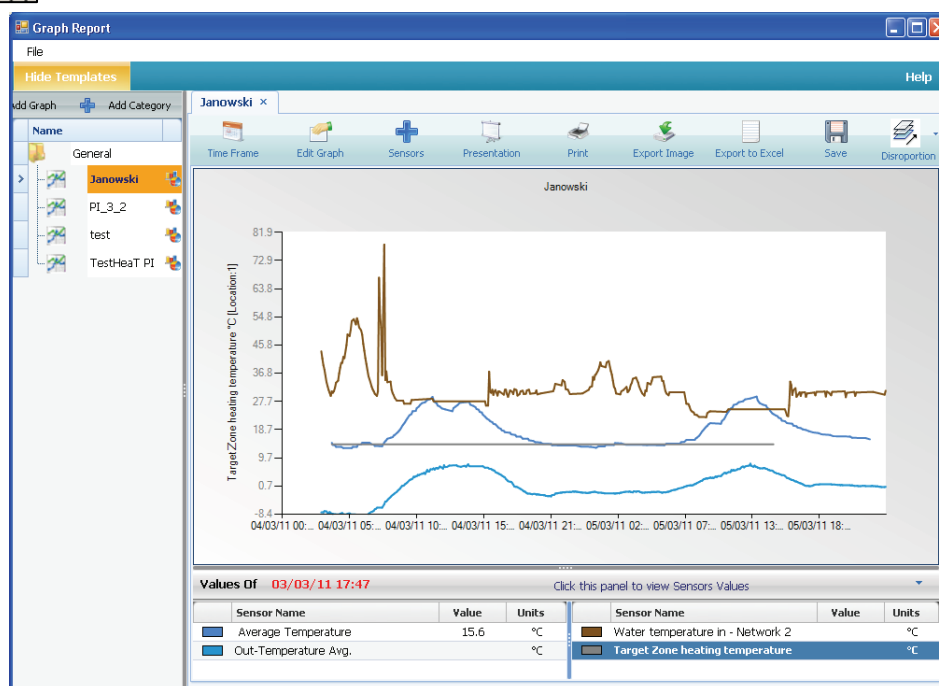 Graph Report
File
Hide Templates Help
dd Graph Add Category Janowski ×
Name
General
Janowski
PI_3_2
test
TestHeaT PI
Time Frame Edit Graph Sensors Presentation Print Export Image Export to Excel Save Disroportion
Janowski
Target Zone heating temperature °C [Location:1]
81.9
72.9
63.8
54.8
45.8
36.8
27.7
18.7
9.7
0.7
-8.4
04/03/11 00:... 04/03/11 05:... 04/03/11 10:... 04/03/11 15:... 04/03/11 21:... 05/03/11 02:... 05/03/11 07:... 05/03/11 13:... 05/03/11 18:...
Values Of 03/03/11 17:47 Click this panel to view Sensors Values
Sensor Name Value Units Sensor Name Value Units
Average Temperature 15.6 °C Water temperature in - Network 2 °C
Out-Temperature Avg. °C Target Zone heating temperature °C